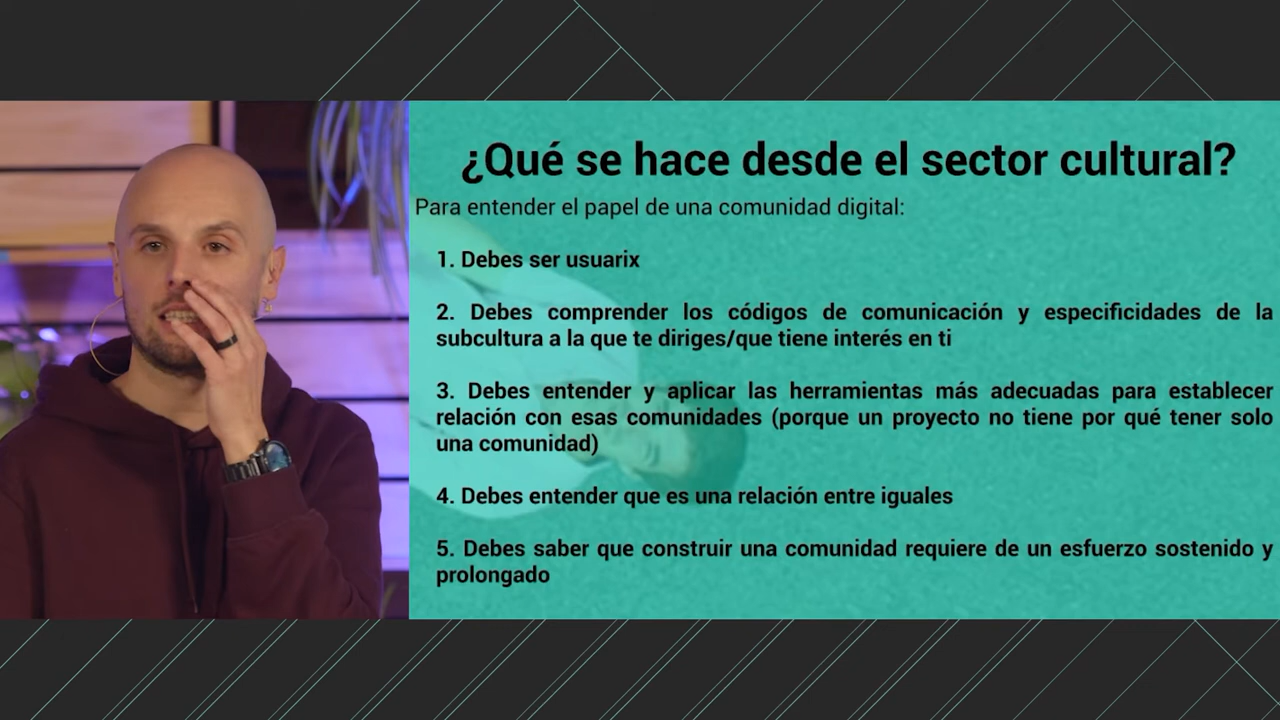 ¿Qué se hace desde el sector cultural?
Para entender el papel de una comunidad digital:
1. Debes ser usuarix
2. Debes comprender los códigos de comunicación y especificidades de la
subcultura a la que te diriges/que tiene interés en ti
3. Debes entender y aplicar las herramientas más adecuadas para establecer
relación con esas comunidades (porque un proyecto no tiene por qué tener solo
una comunidad)
4. Debes entender que es una relación entre iguales
5. Debes saber que construir una comunidad requiere de un esfuerzo sostenido y
prolongado